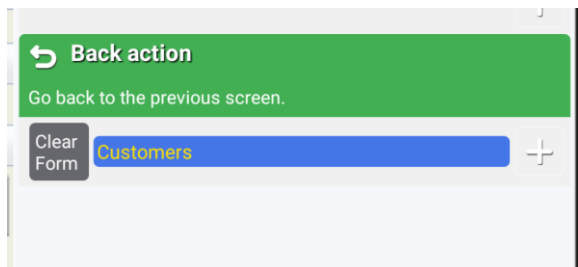 Back action
Go back to the previous screen.
Clear
Form
Customers